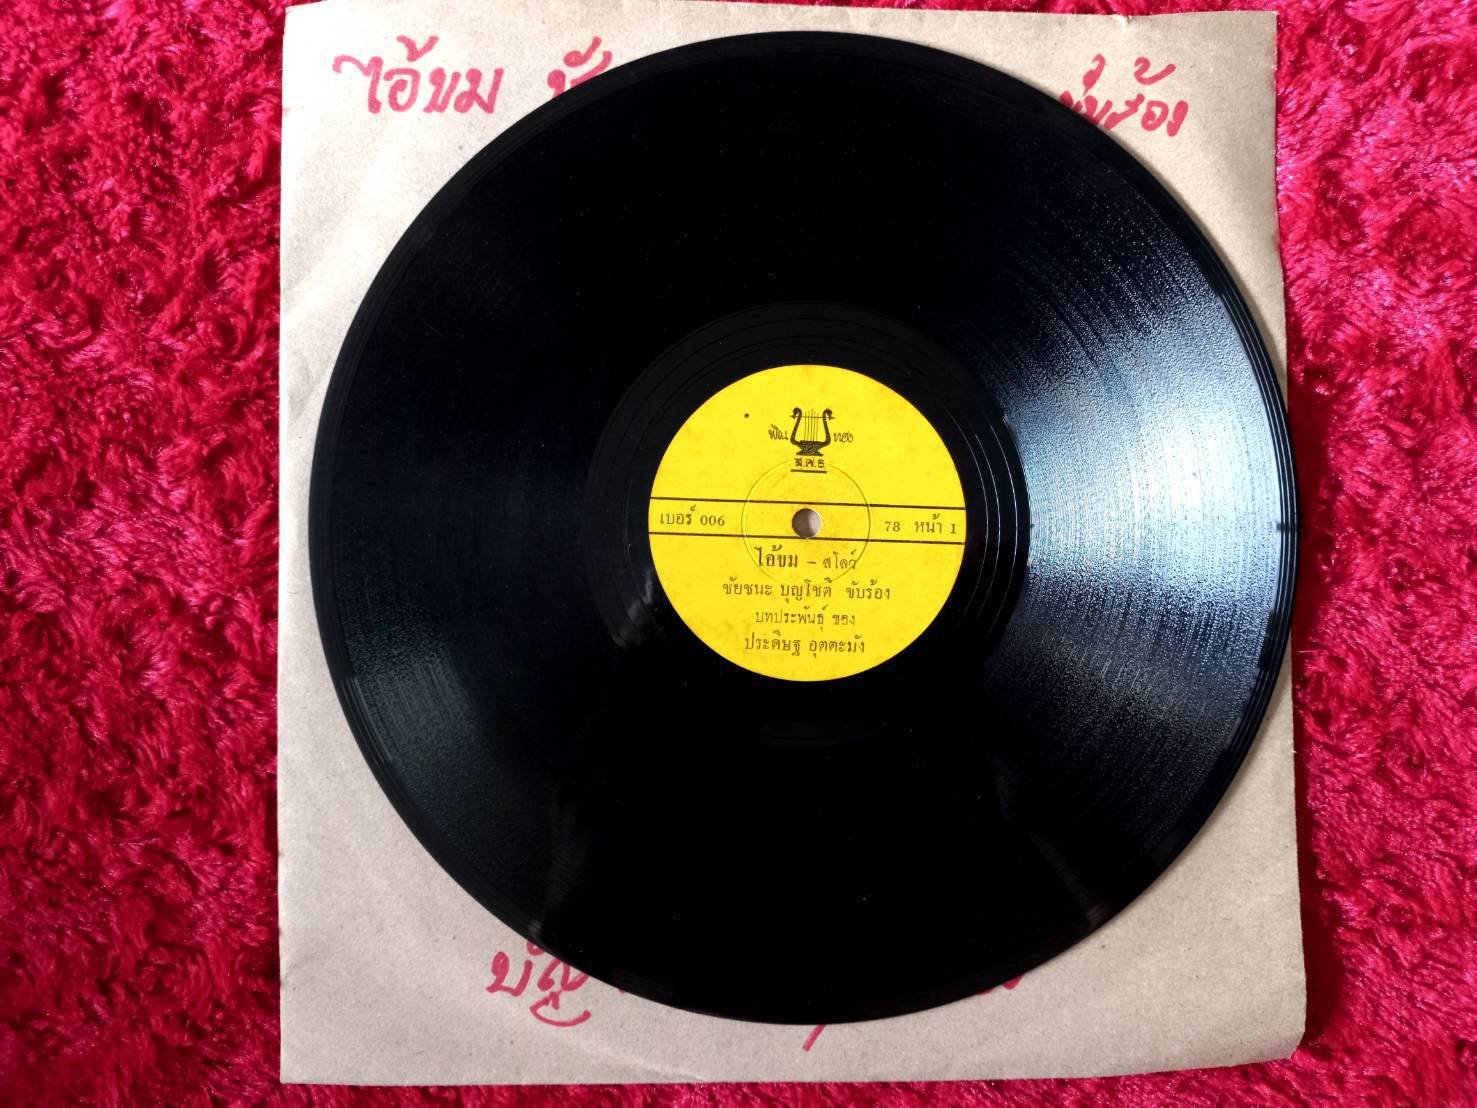 ไอ้ขม
พิณ ทอง
ส.พ.ธ.
เบอร์ 006 78 หน้า 1
ไอ้ขม - สโลว์
ชัยชนะ บุญโชติ ขับร้อง
บทประพันธุ์ ของ
ประดิษฐ อุตตะมัง